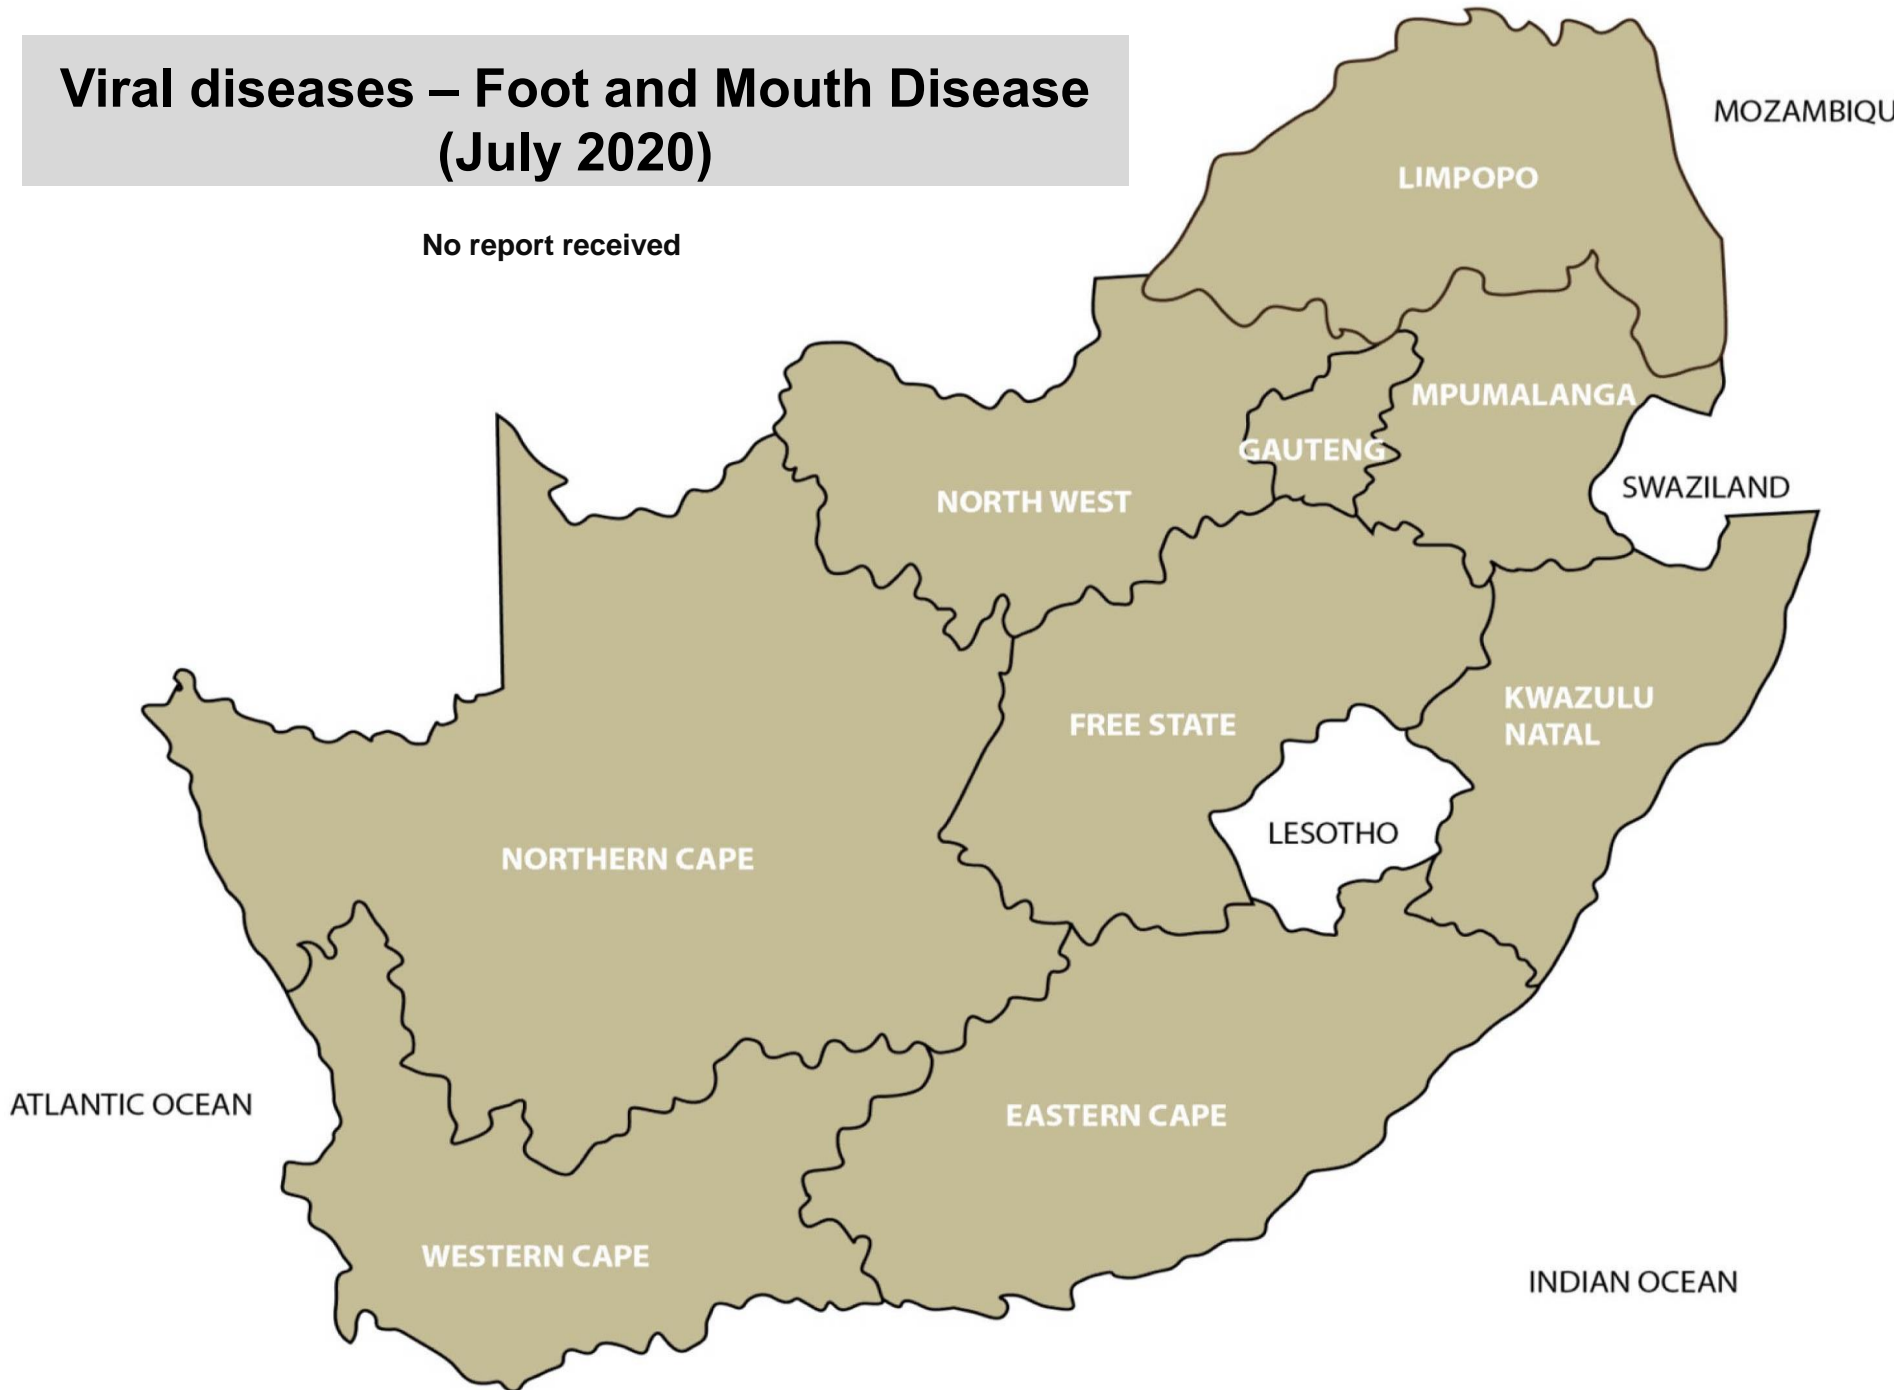 Viral diseases – Foot and Mouth Disease
(July 2020)
No report received
MOZAMBIQU
LIMPOPO
MPUMALANGA
GAUTENG
SWAZILAND
NORTH WEST
KWAZULU
NATAL
FREE STATE
LESOTHO
NORTHERN CAPE
ATLANTIC OCEAN
EASTERN CAPE
WESTERN CAPE
INDIAN OCEAN